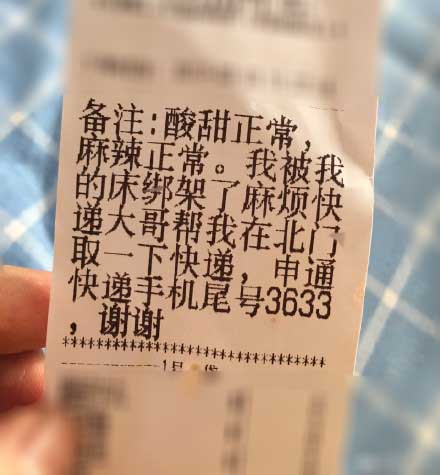 备注:酸甜正常,
麻辣正常。我被我
的床绑架了麻烦快
递大哥帮我在北门
取一下快递,申通
快递手机尾号3633
,谢谢
********************************